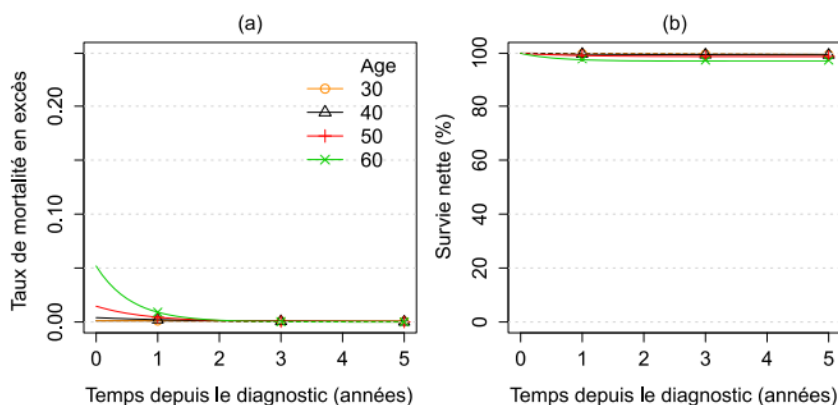 (a)
Taux de mortalité en excès
0.00
0.10
0.20
Age
30
40
50
60
0 1 2 3 4 5
Temps depuis le diagnostic (années)
(b)
Survie nette (%)
0
20
40
60
80
100
0 1 2 3 4 5
Temps depuis le diagnostic (années)